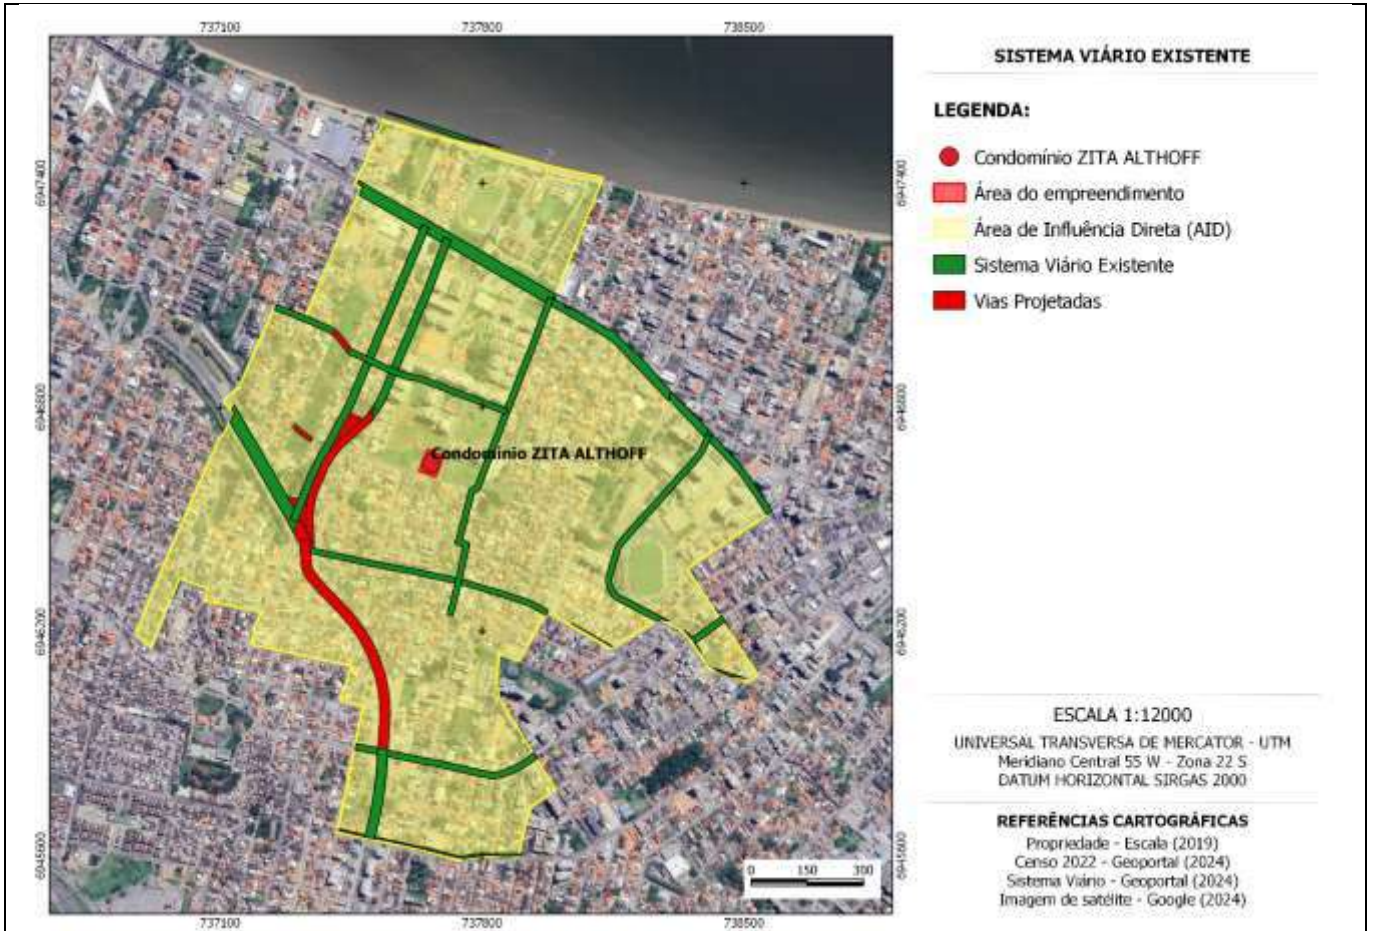 737100 737800 738500
SISTEMA VIÁRIO EXISTENTE
LEGENDA:
Condomínio ZITA ALTHOFF
Área do empreendimento
Área de Influência Direta (AID)
Sistema Viário Existente
Vias Projetadas
6947400 6947400
6946800 6946800
Condomínio ZITA ALTHOFF
6946200 6946200
6945600 6945600
0 150 300
737100 737800 738500
ESCALA 1:12000
UNIVERSAL TRANSVERSA DE MERCATOR - UTM
Meridiano Central 55 W - Zona 22 S
DATUM HORIZONTAL SIRGAS 2000
REFERÊNCIAS CARTOGRÁFICAS
Propriedade - Escala (2019)
Censo 2022 - Geoportal (2024)
Sistema Viário - Geoportal (2024)
Imagem de satélite - Google (2024)